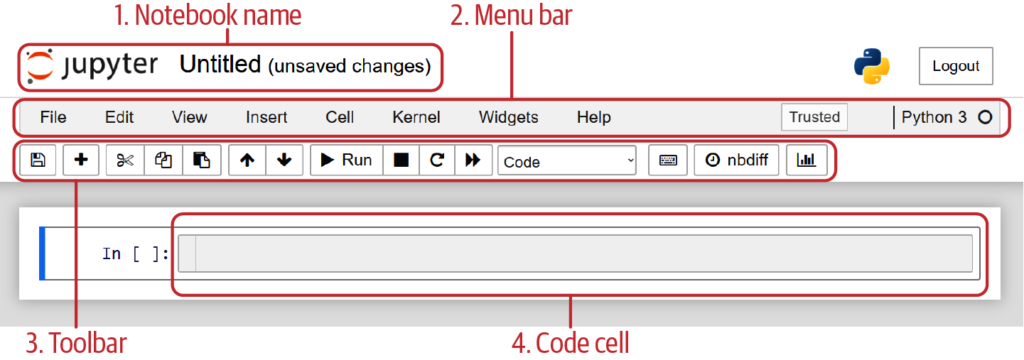 1. Notebook name
2. Menu bar
jupyter Untitled (unsaved changes)
Logout
File Edit View Insert Cell Kernel Widgets Help Trusted Python 3
Run Code nbdiff
In [ ]:
3. Toolbar
4. Code cell